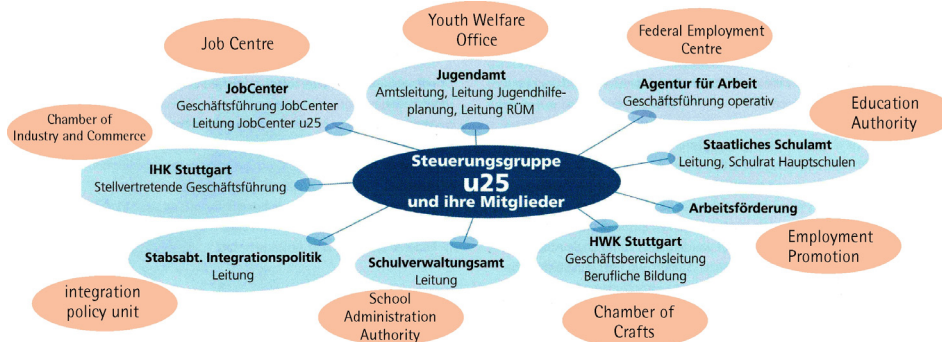 Youth Welfare
Office
Job Centre
Federal Employment
Centre
JobCenter
Geschäftsführung JobCenter
Leitung JobCenter u25
Jugendamt
Amtsleitung, Leitung Jugendhilfe-
planung, Leitung RÜM
Agentur für Arbeit
Geschäftsführung operativ
Education
Authority
Chamber of
Industry and Commerce
Staatliches Schulamt
Leitung, Schulrat Hauptschulen
IHK Stuttgart
Stellvertretende Geschäftsführung
Steuerungsgruppe
u25
und ihre Mitglieder
Arbeitsförderung
Employment
Promotion
Stabsabt. Integrationspolitik
Leitung
Schulverwaltungsamt
Leitung
HWK Stuttgart
Geschäftsbereichsleitung
Berufliche Bildung
integration
policy unit
School
Administration
Authority
Chamber of
Crafts